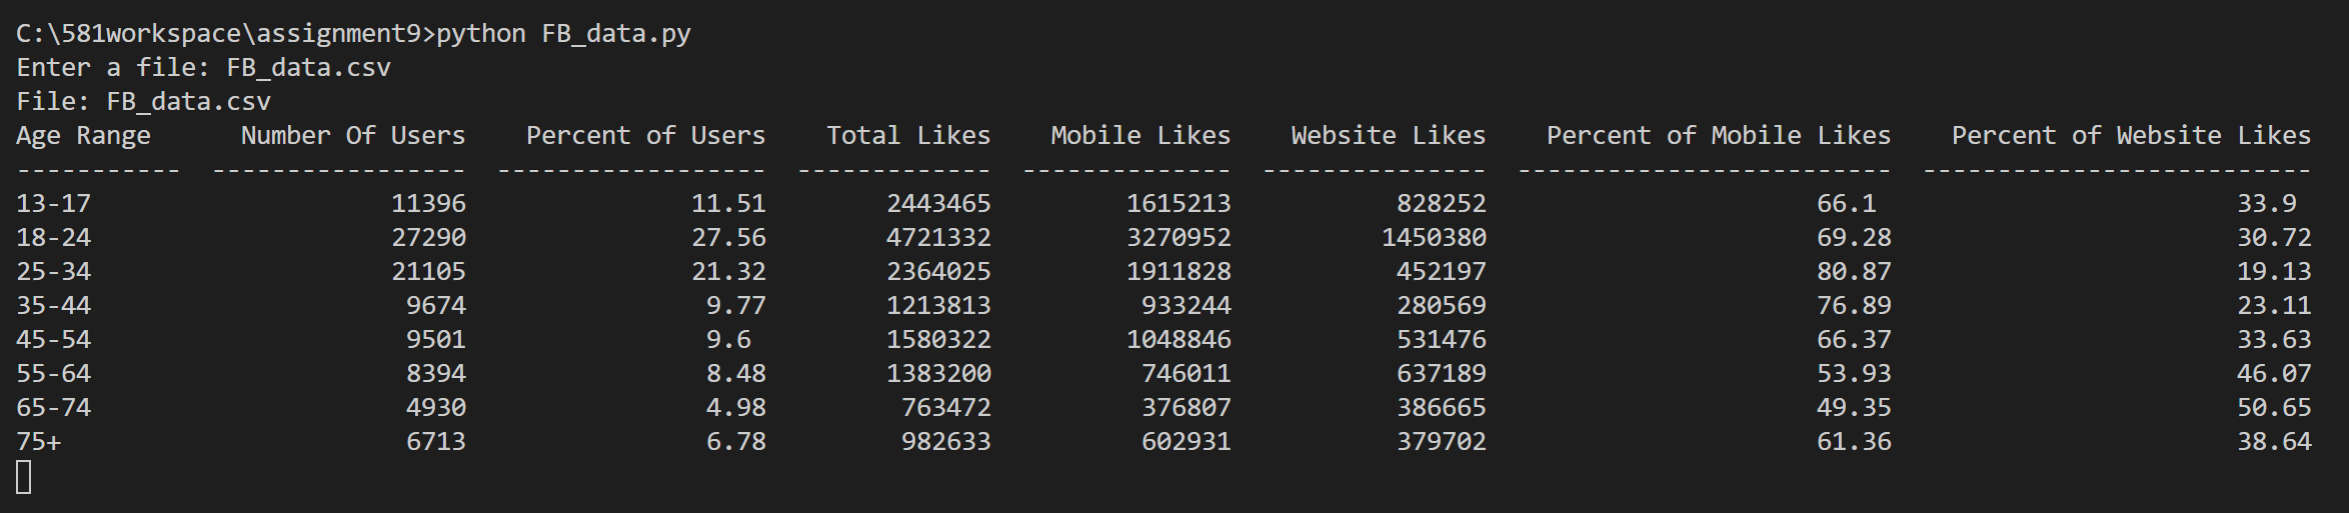 C:\581workspace\assignment9>python FB_data.py
Enter a file: FB_data.csv
File: FB_data.csv
Age Range      Number Of Users    Percent of Users    Total Likes    Mobile Likes    Website Likes    Percent of Mobile Likes    Percent of Website Likes
-----------  -----------------  ------------------  -------------  --------------  ---------------  -------------------------  --------------------------
13-17                    11396               11.51        2443465         1615213           828252                      66.1                        33.9
18-24                    27290               27.56        4721332         3270952          1450380                      69.28                       30.72
25-34                    21105               21.32        2364025         1911828           452197                      80.87                       19.13
35-44                     9674                9.77        1213813          933244           280569                      76.89                       23.11
45-54                     9501                9.6         1580322         1048846           531476                      66.37                       33.63
55-64                     8394                8.48        1383200          746011           637189                      53.93                       46.07
65-74                     4930                4.98         763472          376807           386665                      49.35                       50.65
75+                       6713                6.78         982633          602931           379702                      61.36                       38.64